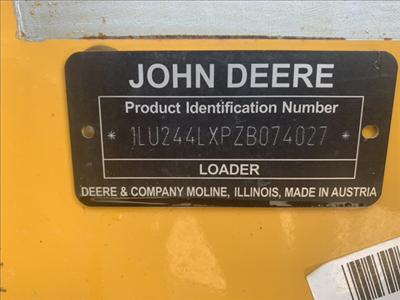 JOHN DEERE
Product Identification Number
* 1LU244LXPZB074027 *
LOADER
DEERE & COMPANY MOLINE, ILLINOIS, MADE IN AUSTRIA